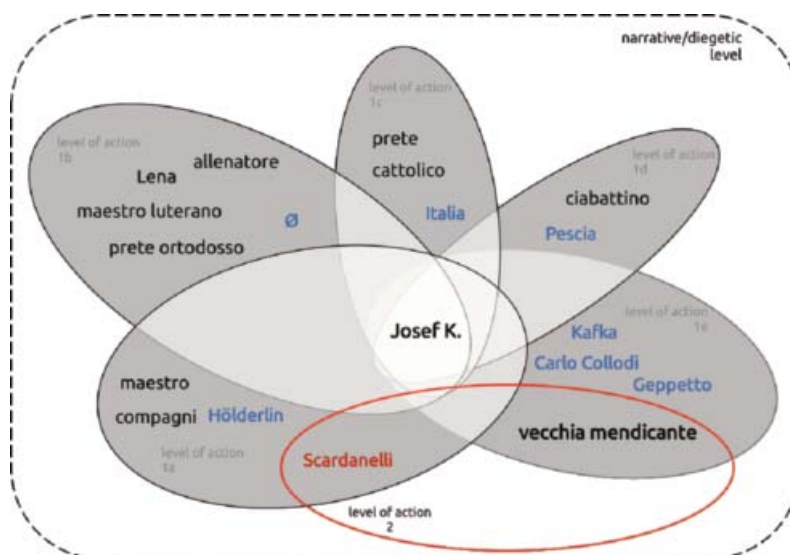 narrative/diegetic
level
level of action
1c
prete
cattolico
Italia
level of action
1b
allenatore
Lena
maestro luterano
Ø
prete ortodosso
level of action
1d
ciabattino
Pescia
Josef K.
level of action
1e
Kafka
Carlo Collodi
Geppetto
vecchia mendicante
maestro
compagni Hölderlin
level of action
1a
Scardanelli
level of action
2